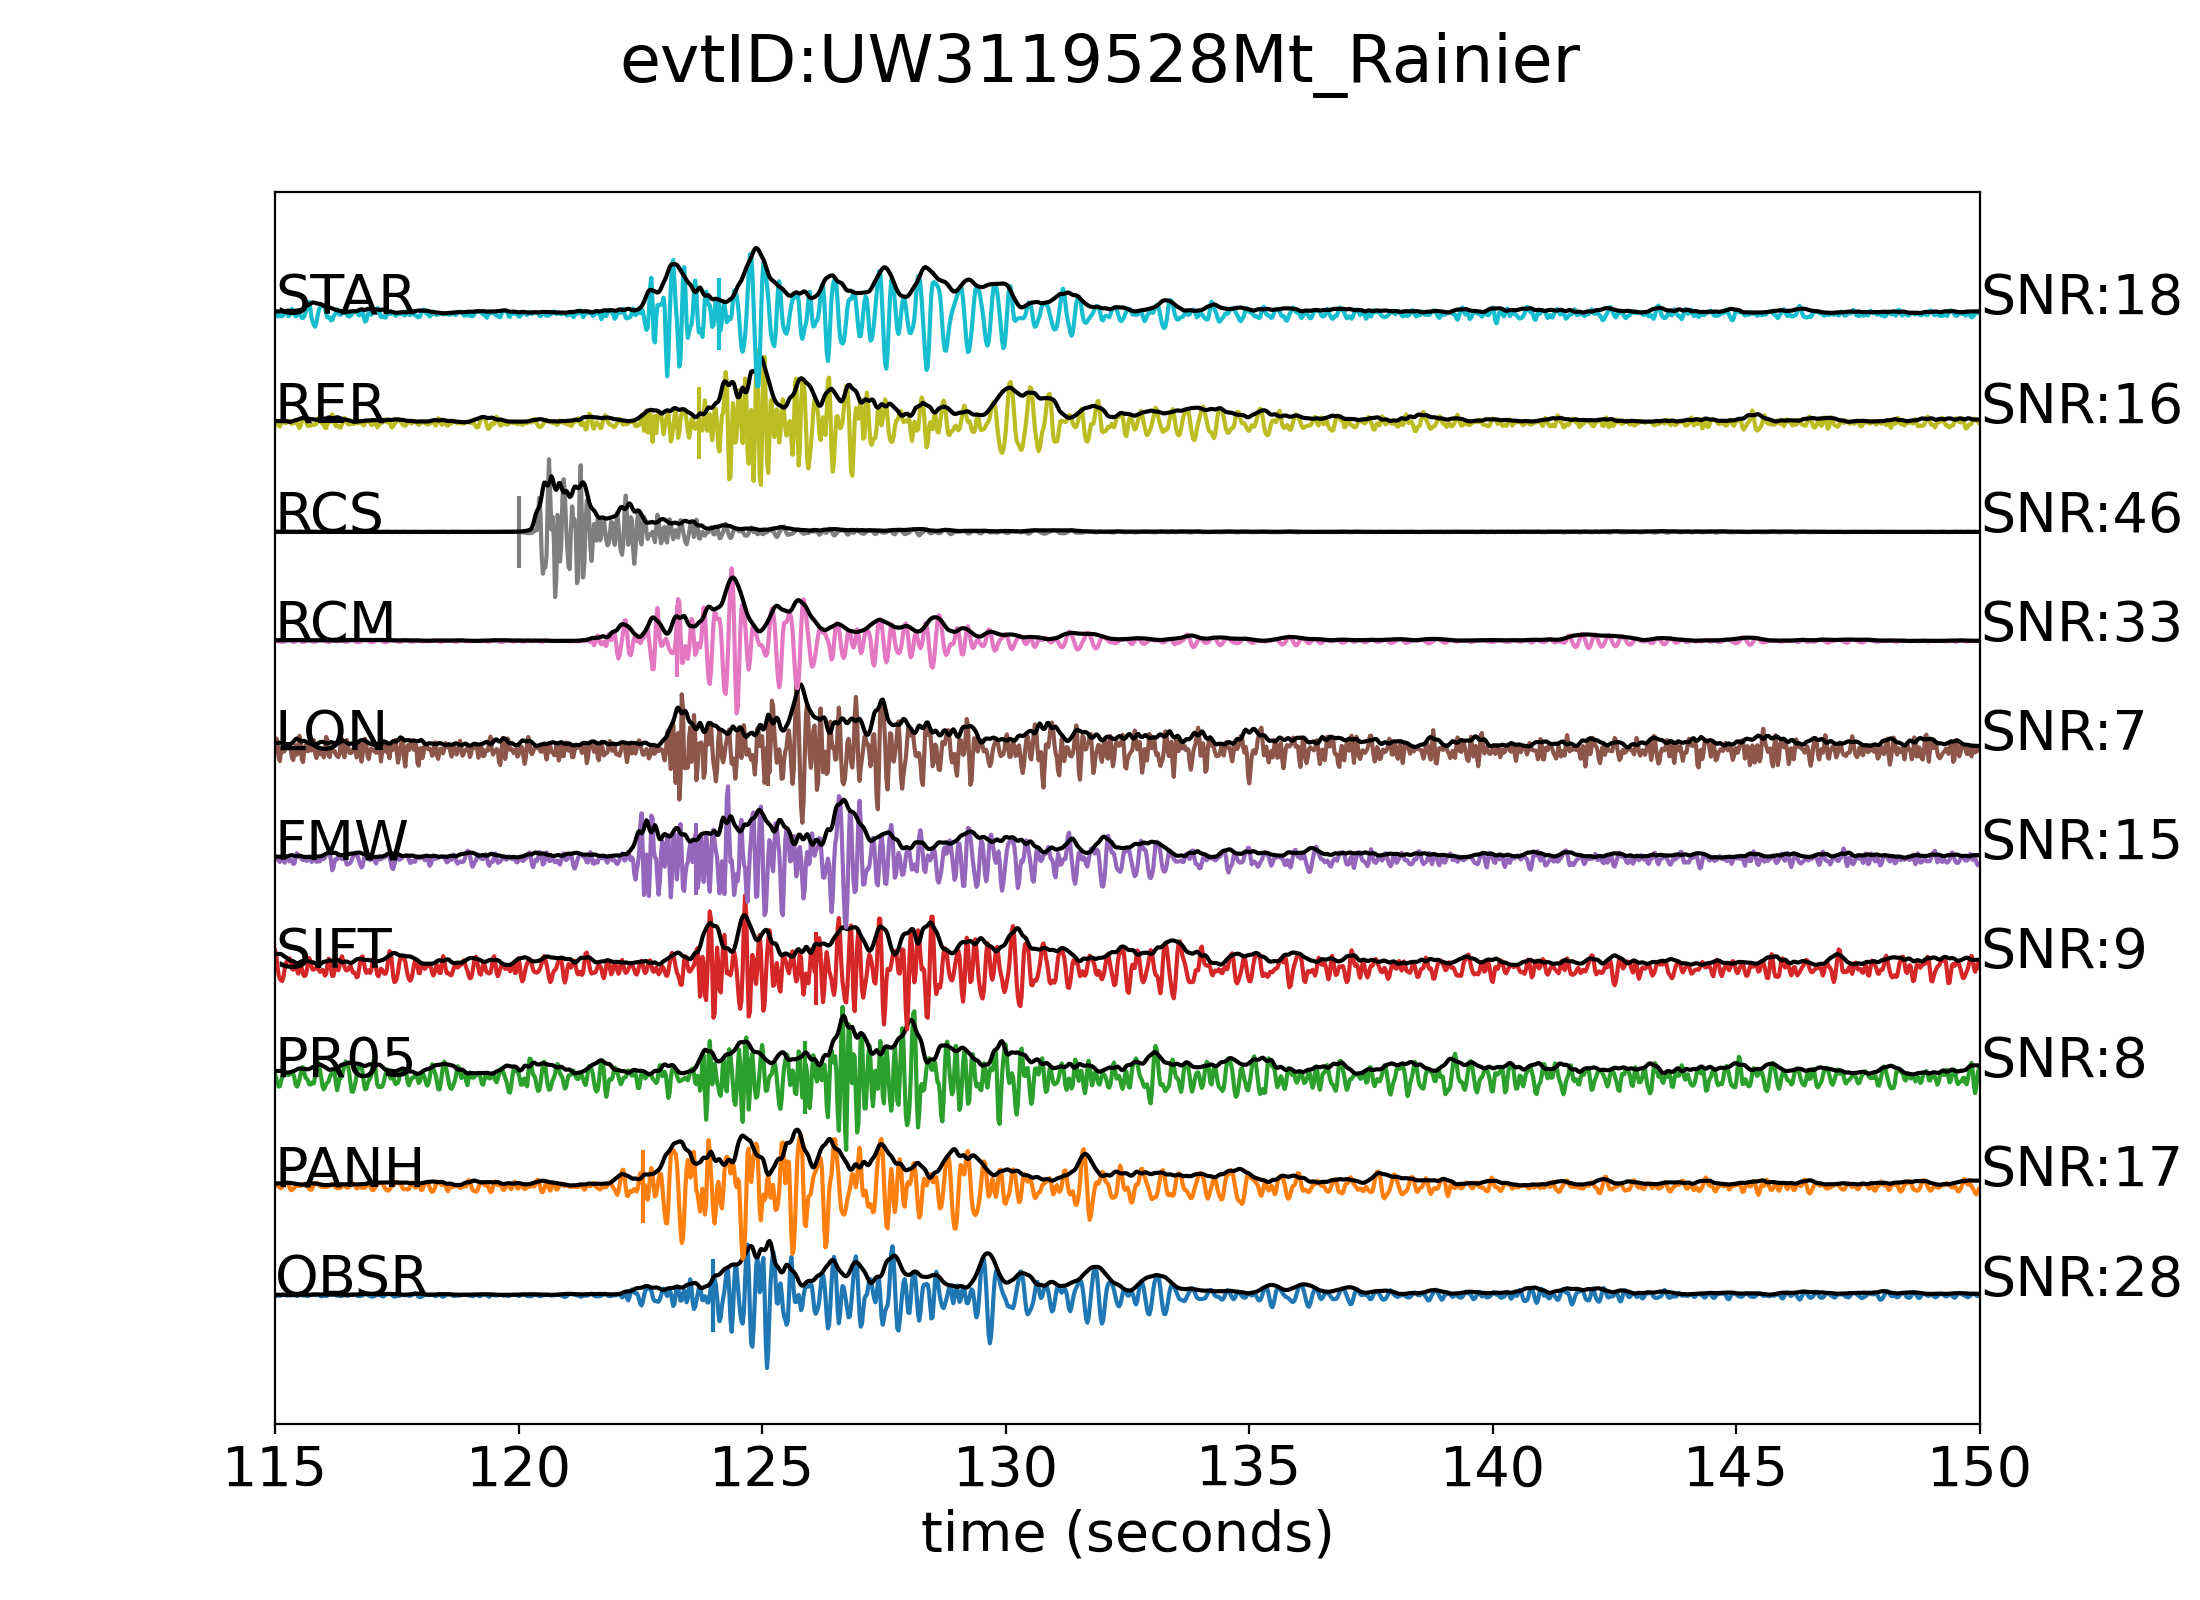 evtID:UW3119528Mt_Rainier
STAR SNR:18
RER SNR:16
RCS SNR:46
RCM SNR:33
LON SNR:7
FMW SNR:15
SIFT SNR:9
PR05 SNR:8
PANH SNR:17
OBSR SNR:28
115 120 125 130 135 140 145 150
time (seconds)